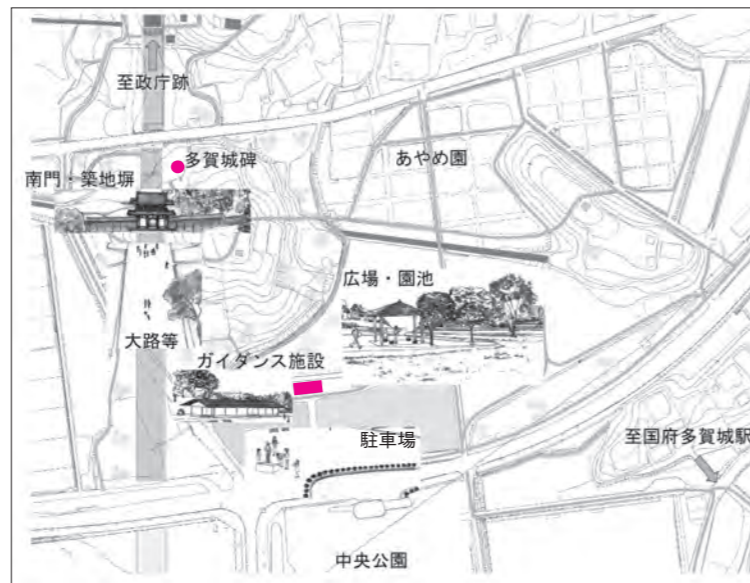 至政庁跡
多賀城碑
あやめ園
南門・築地塀
広場・園池
大路等
ガイダンス施設
駐車場
至国府多賀城駅
中央公園